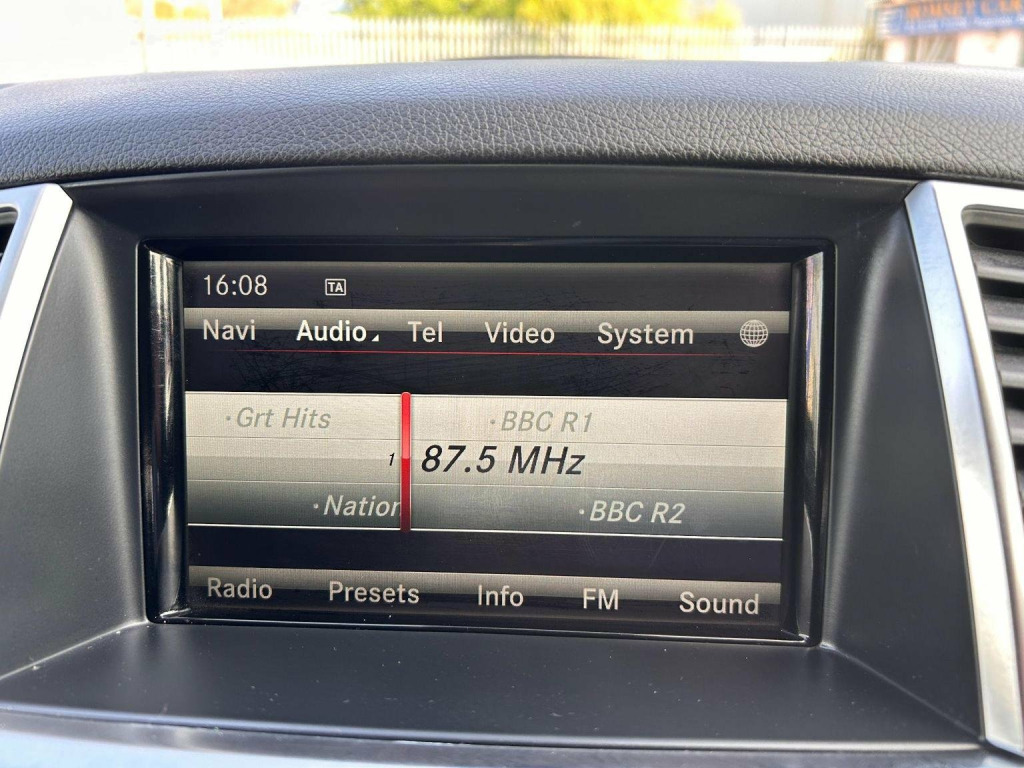 16:08 TA
Navi Audio Tel Video System
·Grt Hits ·BBC R1
1 87.5 MHz
·Nation ·BBC R2
Radio Presets Info FM Sound